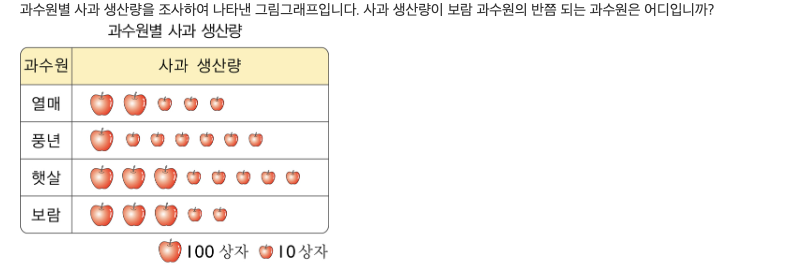 과수원별 사과 생산량을 조사하여 나타낸 그림그래프입니다. 사과 생산량이 보람 과수원의 반쯤 되는 과수원은 어디입니까?
과수원별 사과 생산량
과수원 사과 생산량
열매
풍년
햇살
보람
100 상자 10 상자